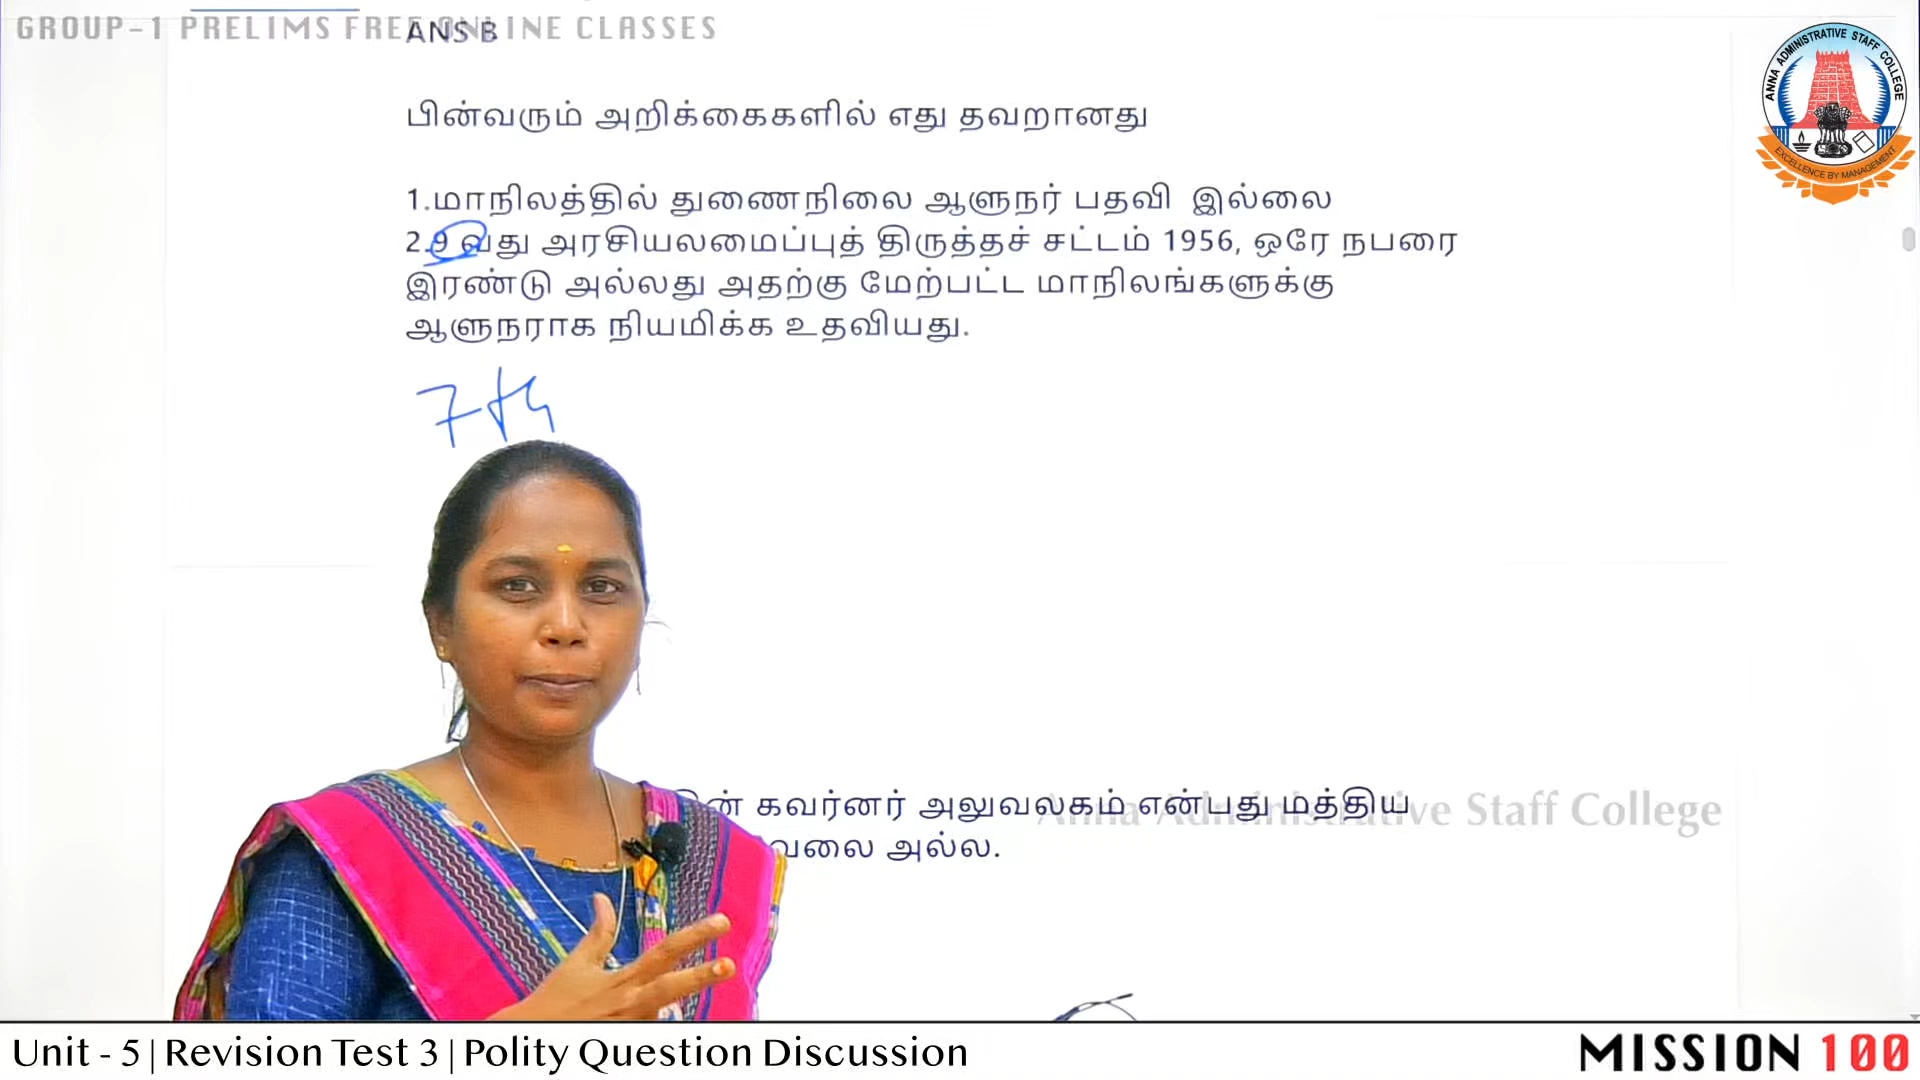 GROUP-1 PRELIMS FREE ONLINE CLASSES
ANS B
பின்வரும் அறிக்கைகளில் எது தவறானது
1.மாநிலத்தில் துணைநிலை ஆளுநர் பதவி இல்லை
2.9 வது அரசியலமைப்புத் திருத்தச் சட்டம் 1956, ஒரே நபரை
இரண்டு அல்லது அதற்கு மேற்பட்ட மாநிலங்களுக்கு
ஆளுநராக நியமிக்க உதவியது.
7th
கவர்னர் அலுவலகம் என்பது மத்திய
அல்ல.
Anna Administrative Staff College
ANNA ADMINISTRATIVE STAFF COLLEGE
EXCELLENCE BY MANAGEMENT
Unit - 5 | Revision Test 3 | Polity Question Discussion
MISSION 100